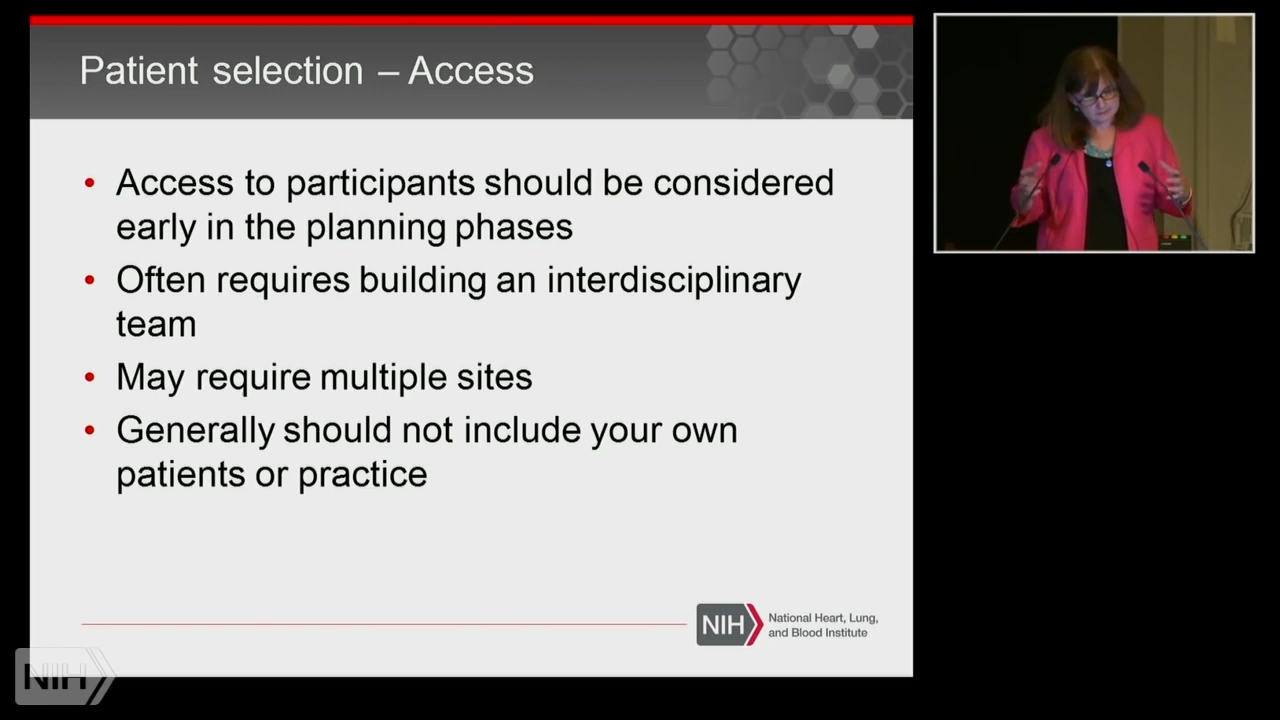 Patient selection – Access
• Access to participants should be considered
early in the planning phases
• Often requires building an interdisciplinary
team
• May require multiple sites
• Generally should not include your own
patients or practice
NIH
National Heart, Lung,
and Blood Institute
NIH